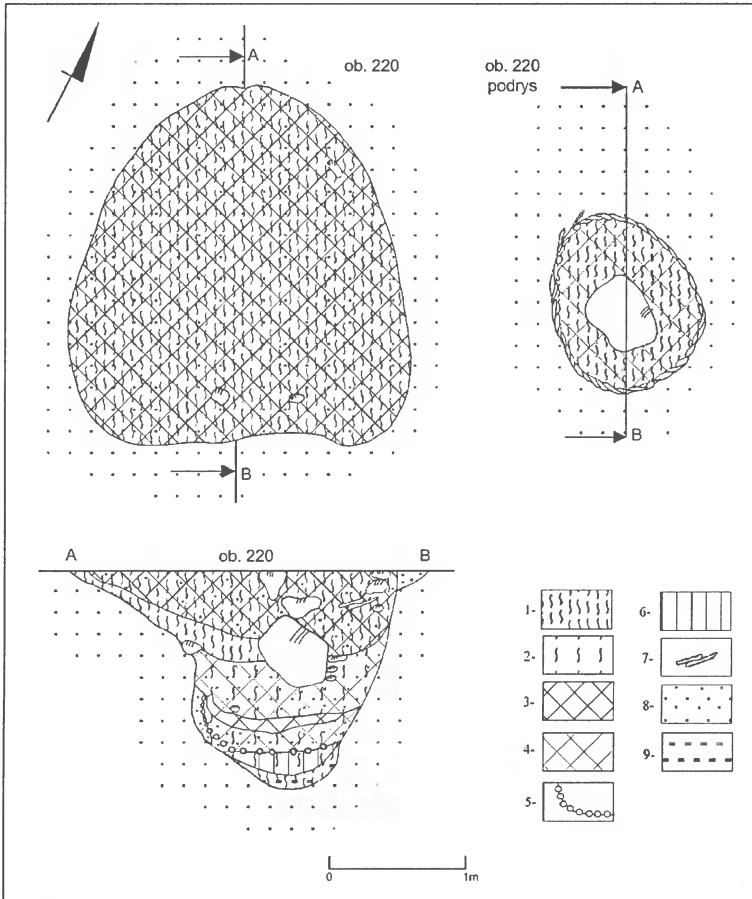 A
ob. 220
B
ob. 220
podrys
A
B
A
ob. 220
B
1-
2-
3-
4-
5-
6-
7-
8-
9-
0
1m